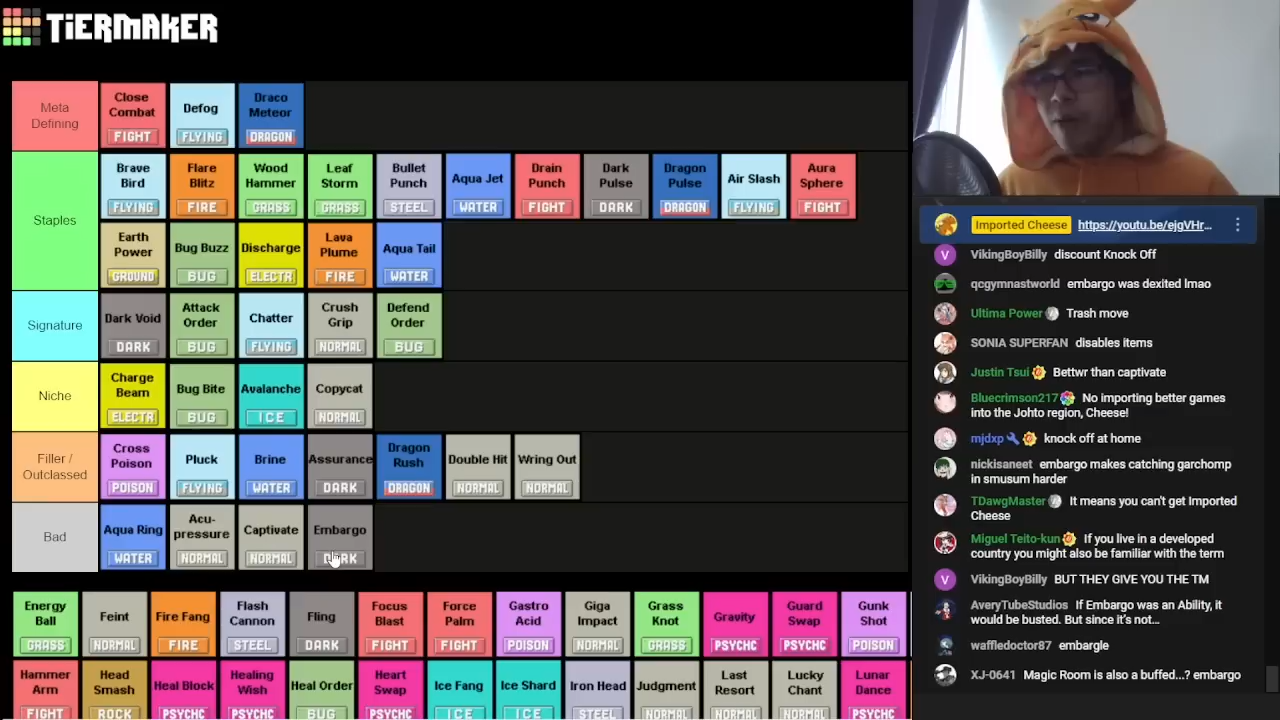 TIERMAKER
Meta
Defining
Close
Combat
FIGHT
Defog
FLYING
Draco
Meteor
DRAGON
Staples
Brave
Bird
FLYING
Flare
Blitz
FIRE
Wood
Hammer
GRASS
Leaf
Storm
GRASS
Bullet
Punch
STEEL
Aqua Jet
WATER
Drain
Punch
FIGHT
Dark
Pulse
DARK
Dragon
Pulse
DRAGON
Air Slash
FLYING
Aura
Sphere
FIGHT
Earth
Power
GROUND
Bug Buzz
BUG
Discharge
ELECTR
Lava
Plume
FIRE
Aqua Tail
WATER
Signature
Dark Void
DARK
Attack
Order
BUG
Chatter
FLYING
Crush
Grip
NORMAL
Defend
Order
BUG
Niche
Charge
Beam
ELECTR
Bug Bite
BUG
Avalanche
ICE
Copycat
NORMAL
Filler /
Outclassed
Cross
Poison
POISON
Pluck
FLYING
Brine
WATER
Assurance
DARK
Dragon
Rush
DRAGON
Double Hit
NORMAL
Wring Out
NORMAL
Bad
Aqua Ring
WATER
Acu-
pressure
NORMAL
Captivate
NORMAL
Embargo
DARK
Energy
Ball
GRASS
Feint
NORMAL
Fire Fang
FIRE
Flash
Cannon
STEEL
Fling
DARK
Focus
Blast
FIGHT
Force
Palm
FIGHT
Gastro
Acid
POISON
Giga
Impact
NORMAL
Grass
Knot
GRASS
Gravity
PSYCHC
Guard
Swap
PSYCHC
Gunk
Shot
POISON
Hammer
Arm
FIGHT
Head
Smash
ROCK
Heal Block
PSYCHC
Healing
Wish
PSYCHC
Heal Order
BUG
Heart
Swap
PSYCHC
Ice Fang
ICE
Ice Shard
ICE
Iron Head
STEEL
Judgment
NORMAL
Last
Resort
NORMAL
Lucky
Chant
NORMAL
Lunar
Dance
PSYCHC
Imported Cheese https://youtu.be/ejgVHr...
VikingBoyBilly discount Knock Off
qcgymnastworld embargo was dexited lmao
Ultima Power Trash move
SONIA SUPERFAN disables items
Justin Tsui Bettwr than captivate
Bluecrimson217 No importing better games
into the Johto region, Cheese!
mjdxp knock off at home
nickisaneet embargo makes catching garchomp
in smusum harder
TDawgMaster It means you can't get Imported
Cheese
Miguel Teito-kun If you live in a developed
country you might also be familiar with the term
VikingBoyBilly BUT THEY GIVE YOU THE TM
AveryTubeStudios If Embargo was an Ability, it
would be busted. But since it's not...
waffledoctor87 embargle
XJ-0641 Magic Room is also a buffed...? embargo